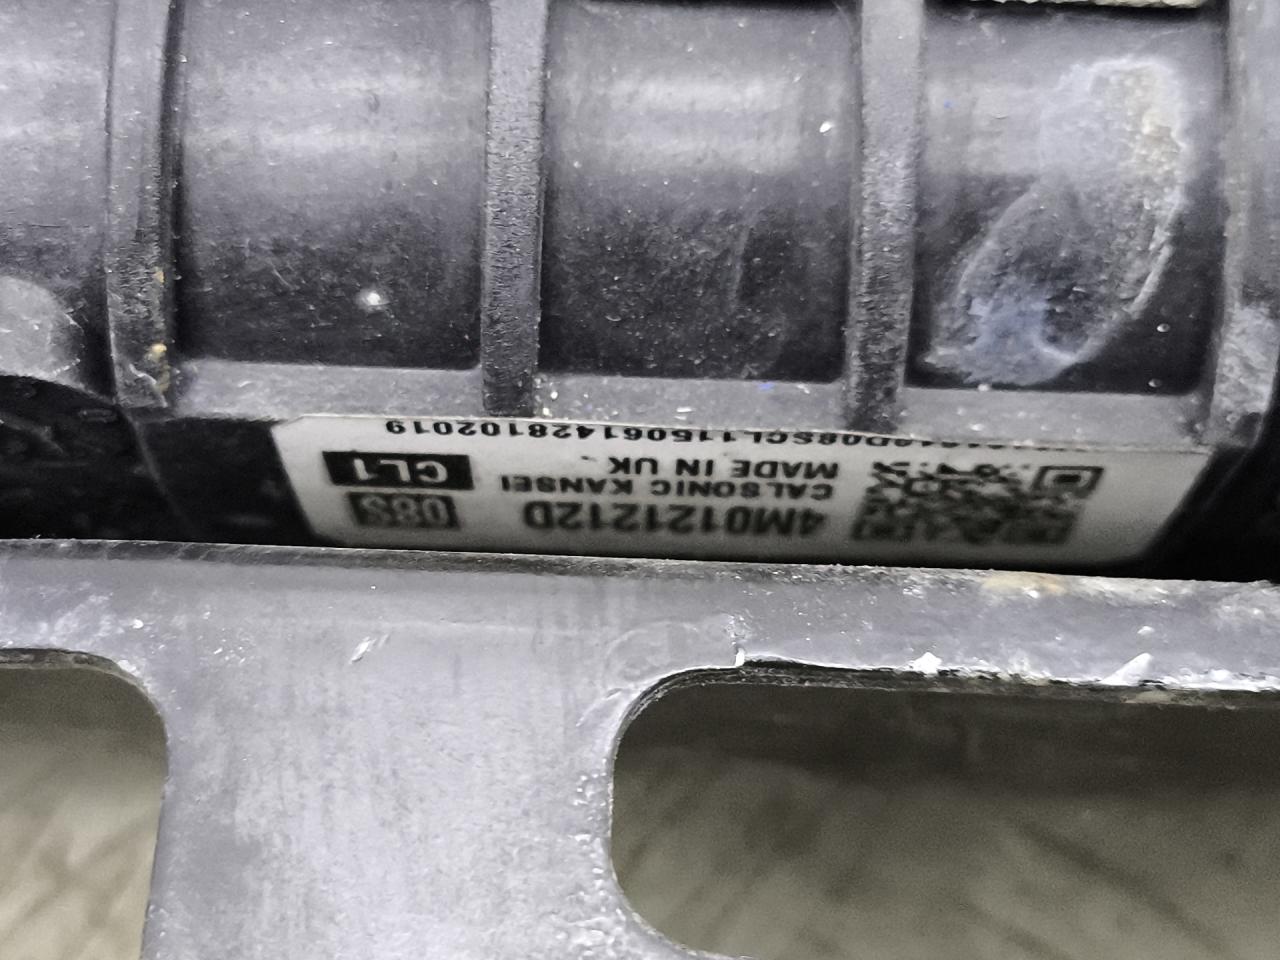 4M0121212D 08S
CALSONIC KANSEI
MADE IN UK CL1
D08SCL115061428102019